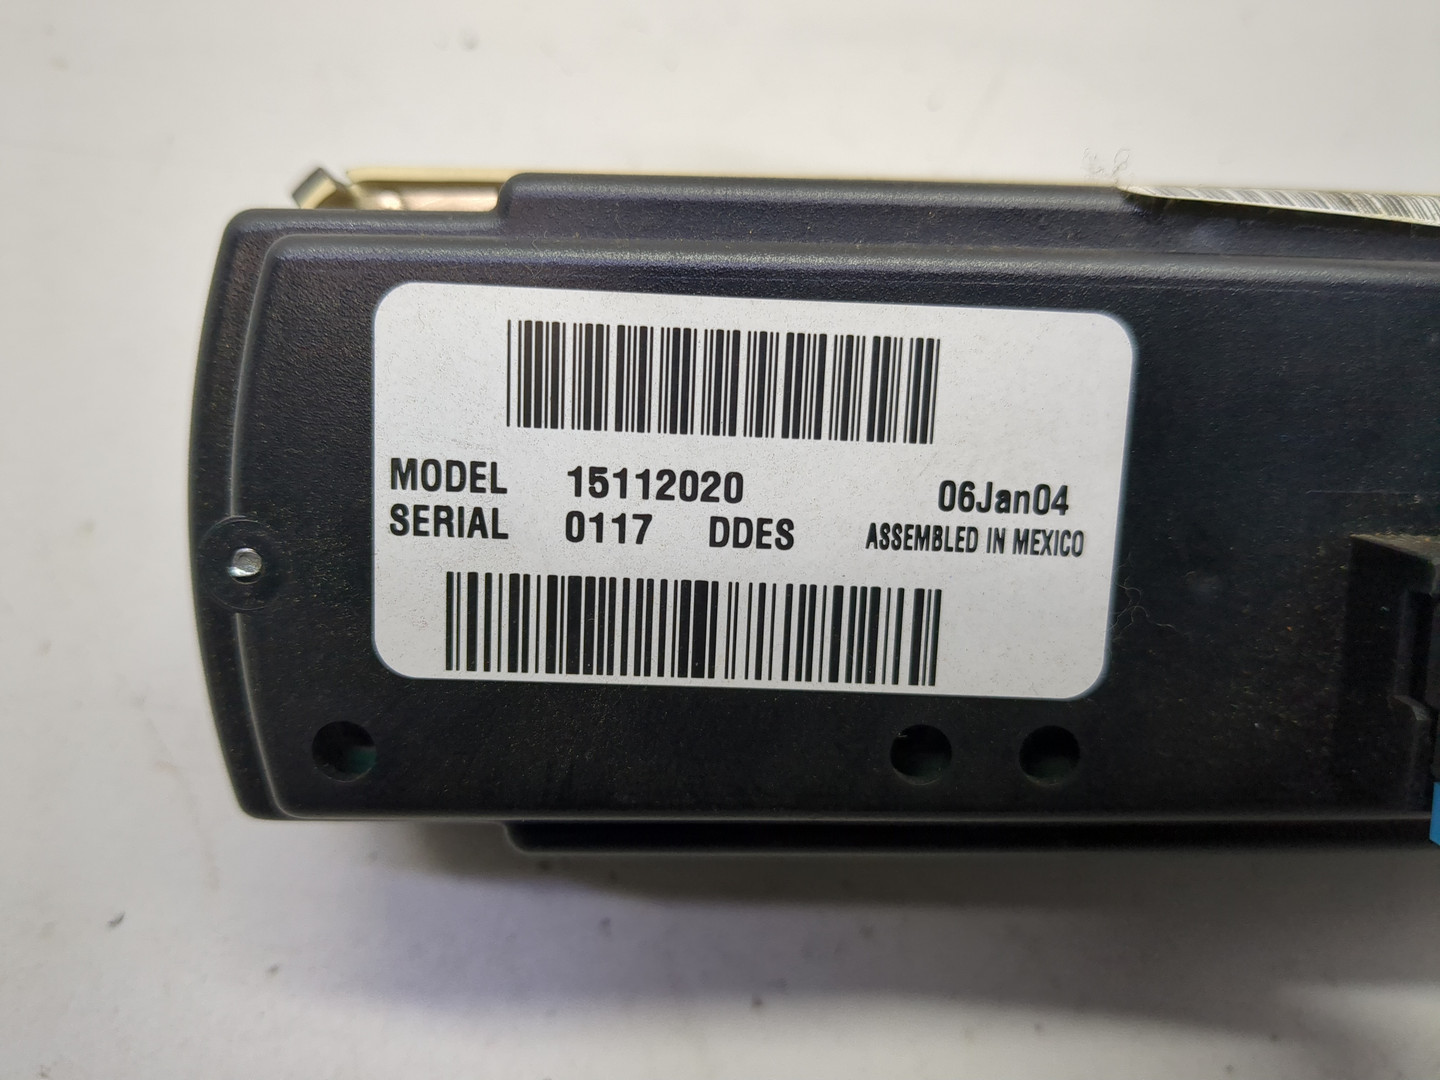 MODEL 15112020 06Jan04
SERIAL 0117 DDES ASSEMBLED IN MEXICO